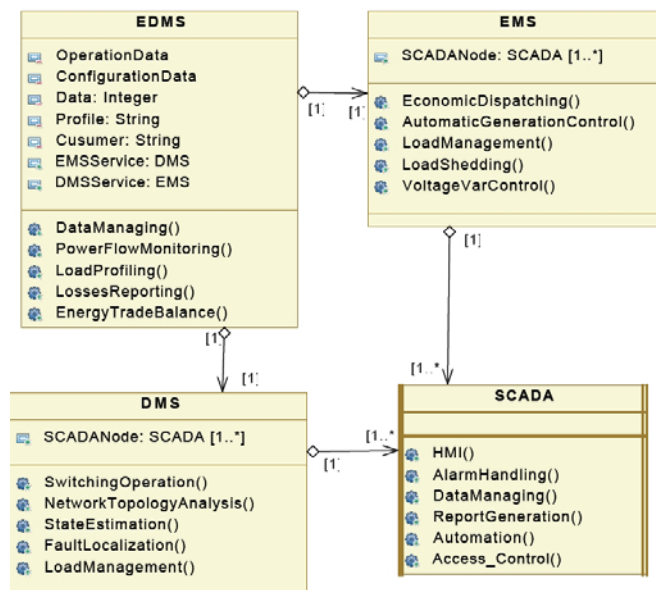 EDMS
OperationData
ConfigurationData
Data: Integer
Profile: String
Cusumer: String
EMSService: DMS
DMSService: EMS
DataManaging()
PowerFlowMonitoring()
LoadProfiling()
LossesReporting()
EnergyTradeBalance()
[1]
[1]
EMS
SCADANode: SCADA [1..*]
EconomicDispatching()
AutomaticGenerationControl()
LoadManagement()
LoadShedding()
VoltageVarControl()
[1]
[1..*]
[1]
[1]
DMS
SCADANode: SCADA [1..*]
SwitchingOperation()
NetworkTopologyAnalysis()
StateEstimation()
FaultLocalization()
LoadManagement()
[1]
[1..*]
SCADA
HMI()
AlarmHandling()
DataManaging()
ReportGeneration()
Automation()
Access_Control()